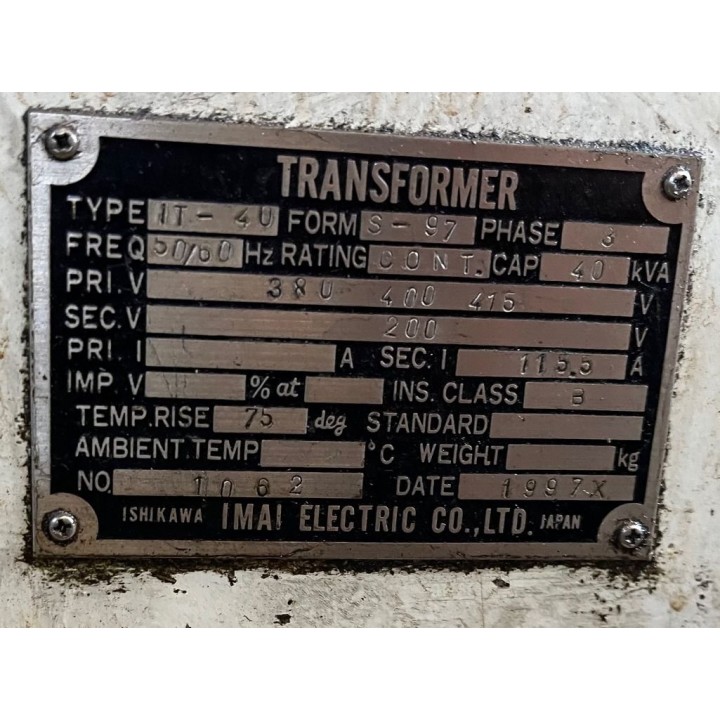 TRANSFORMER
TYPE IT-40 FORM S-97 PHASE 3
FREQ 50/60 Hz RATING CONT. CAP 40 kVA
PRI.V 380 400 415 V
SEC.V 200 V
PRI.I A SEC.I 115.5 A
IMP.V % at INS.CLASS B
TEMP.RISE 75 deg STANDARD
AMBIENT.TEMP °C WEIGHT kg
NO. 1062 DATE 1997X
ISHIKAWA IMAI ELECTRIC CO.,LTD. JAPAN